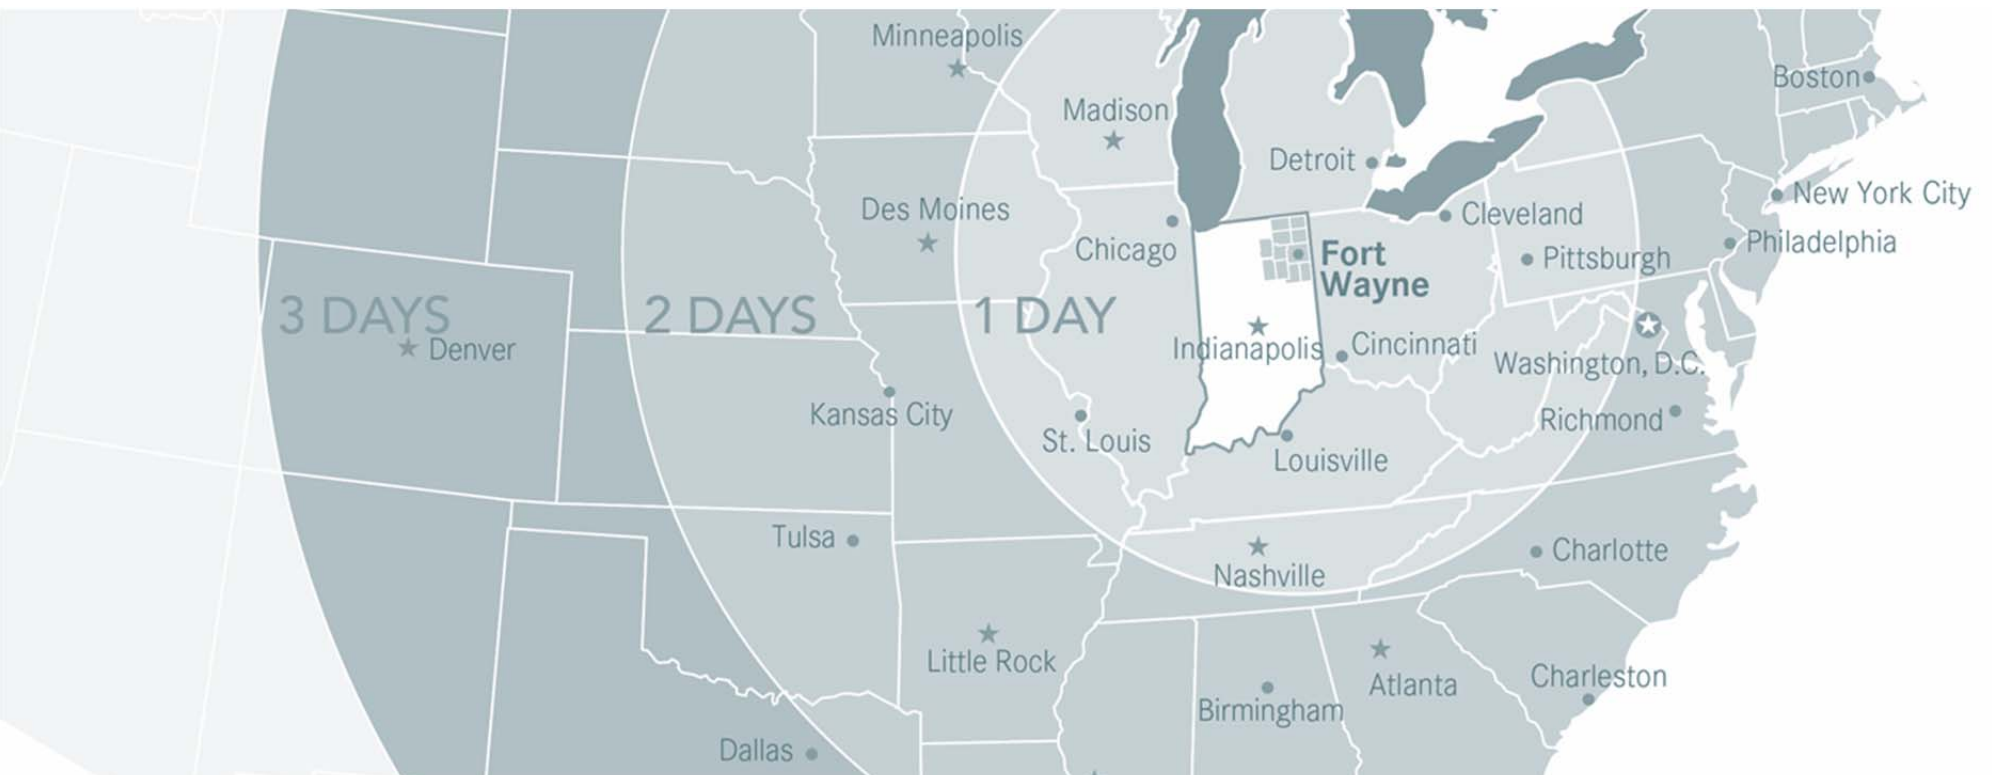 Minneapolis
Boston
Madison
Detroit
New York City
Des Moines
Cleveland
Chicago
Fort
Wayne
Pittsburgh
Philadelphia
3 DAYS
2 DAYS
1 DAY
Denver
Indianapolis
Cincinnati
Washington, D.C.
Kansas City
St. Louis
Richmond
Louisville
Tulsa
Nashville
Charlotte
Little Rock
Birmingham
Atlanta
Charleston
Dallas